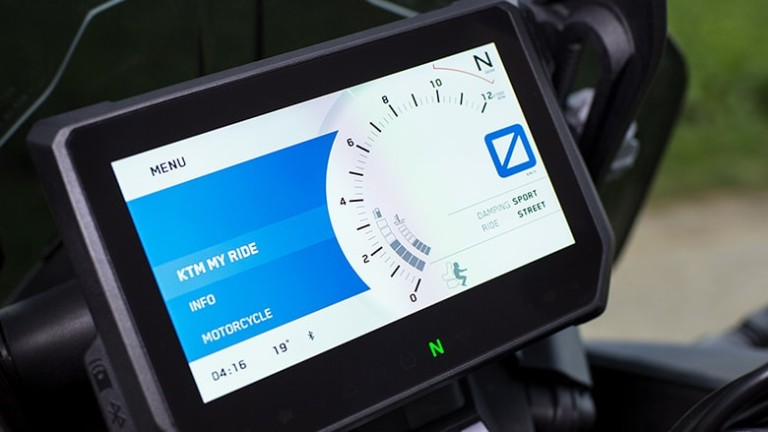 MENU
KTM MY RIDE
INFO
MOTORCYCLE
04:16 19°
0
2
4
6
8
10
12
N
0
DAMPING SPORT
RIDE STREET
N